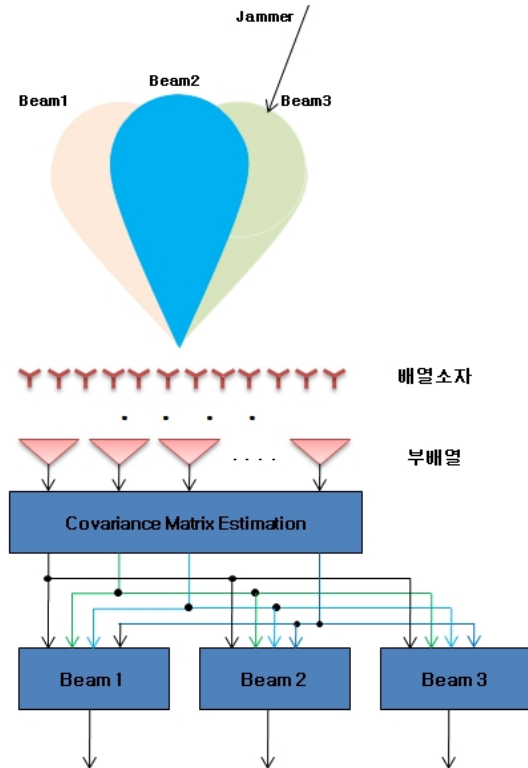 Jammer
Beam2
Beam1
Beam3
배열소자
부배열
Covariance Matrix Estimation
Beam 1
Beam 2
Beam 3